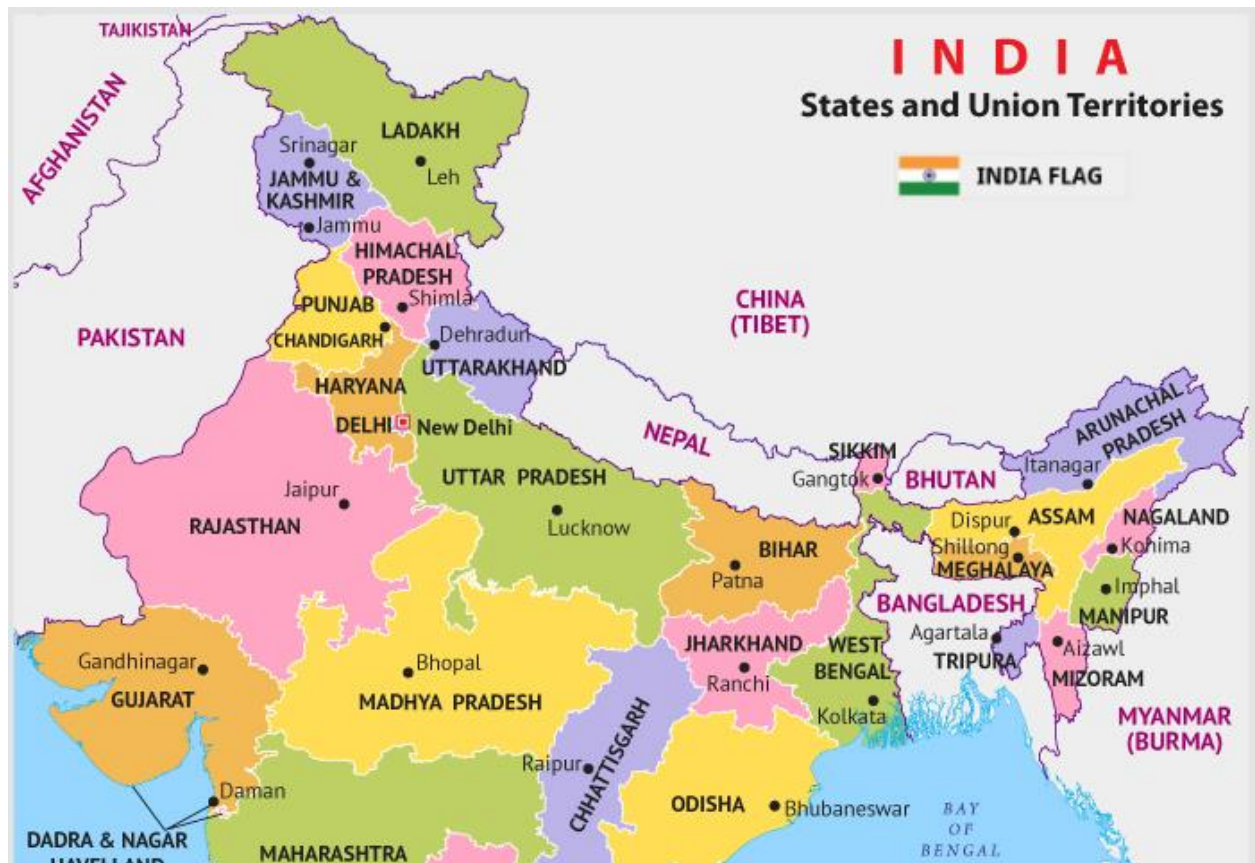 TAJIKISTAN
INDIA
States and Union Territories
INDIA FLAG
AFGHANISTAN
LADAKH
Srinagar
Leh
JAMMU &
KASHMIR
Jammu
HIMACHAL
PRADESH
Shimla
CHINA
(TIBET)
PAKISTAN
PUNJAB
CHANDIGARH
Dehradun
UTTARAKHAND
HARYANA
DELHI
New Delhi
NEPAL
SIKKIM
Gangtok
BHUTAN
ARUNACHAL
PRADESH
Itanagar
UTTAR PRADESH
Lucknow
Jaipur
RAJASTHAN
BIHAR
Patna
Dispur
ASSAM
NAGALAND
Kohima
Shillong
MEGHALAYA
Imphal
MANIPUR
BANGLADESH
Agartala
TRIPURA
Aizawl
MIZORAM
JHARKHAND
Ranchi
WEST
BENGAL
Kolkata
Gandhinagar
GUJARAT
Bhopal
MADHYA PRADESH
MYANMAR
(BURMA)
Raipur
CHHATTISGARH
ODISHA
Bhubaneswar
Daman
BAY
OF
BENGAL
DADRA & NAGAR
HAVELI AND
MAHARASHTRA